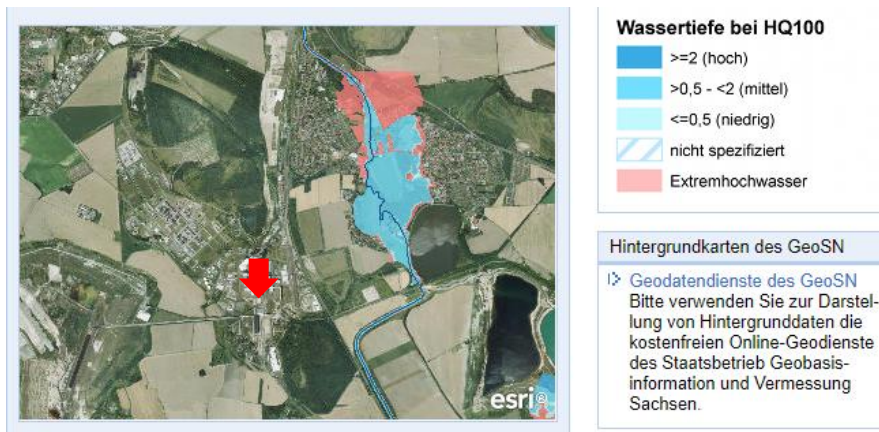 esri
Wassertiefe bei HQ100
>=2 (hoch)
>0,5 - <2 (mittel)
<=0,5 (niedrig)
nicht spezifiziert
Extremhochwasser
Hintergrundkarten des GeoSN
Geodatendienste des GeoSN
Bitte verwenden Sie zur Darstel-
lung von Hintergrunddaten die
kostenfreien Online-Geodienste
des Staatsbetrieb Geobasis-
information und Vermessung
Sachsen.